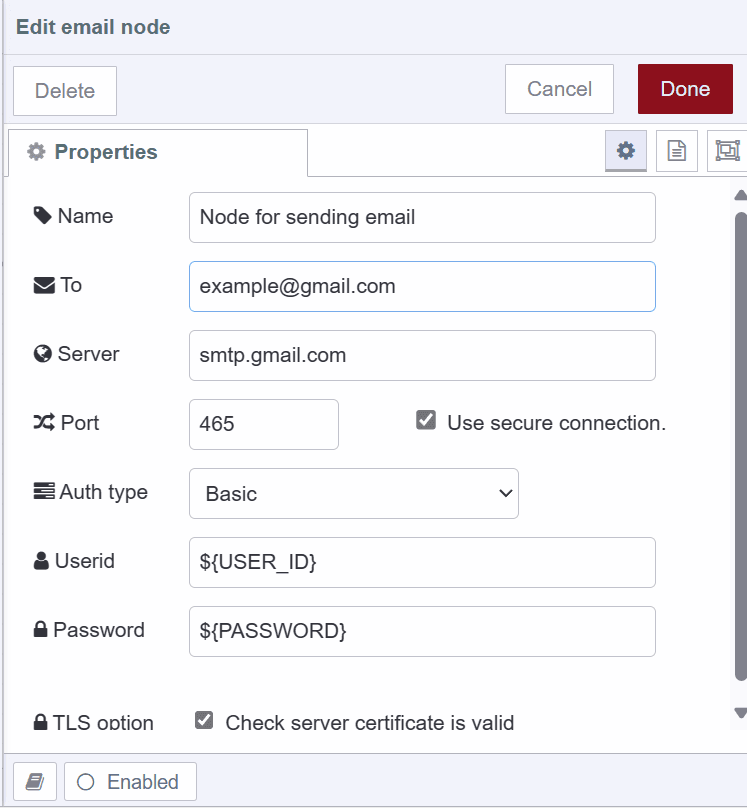 Edit email node
Delete
Cancel
Done
Properties
Name
Node for sending email
To
example@gmail.com
Server
smtp.gmail.com
Port
465
Use secure connection.
Auth type
Basic
Userid
${USER_ID}
Password
${PASSWORD}
TLS option
Check server certificate is valid
Enabled